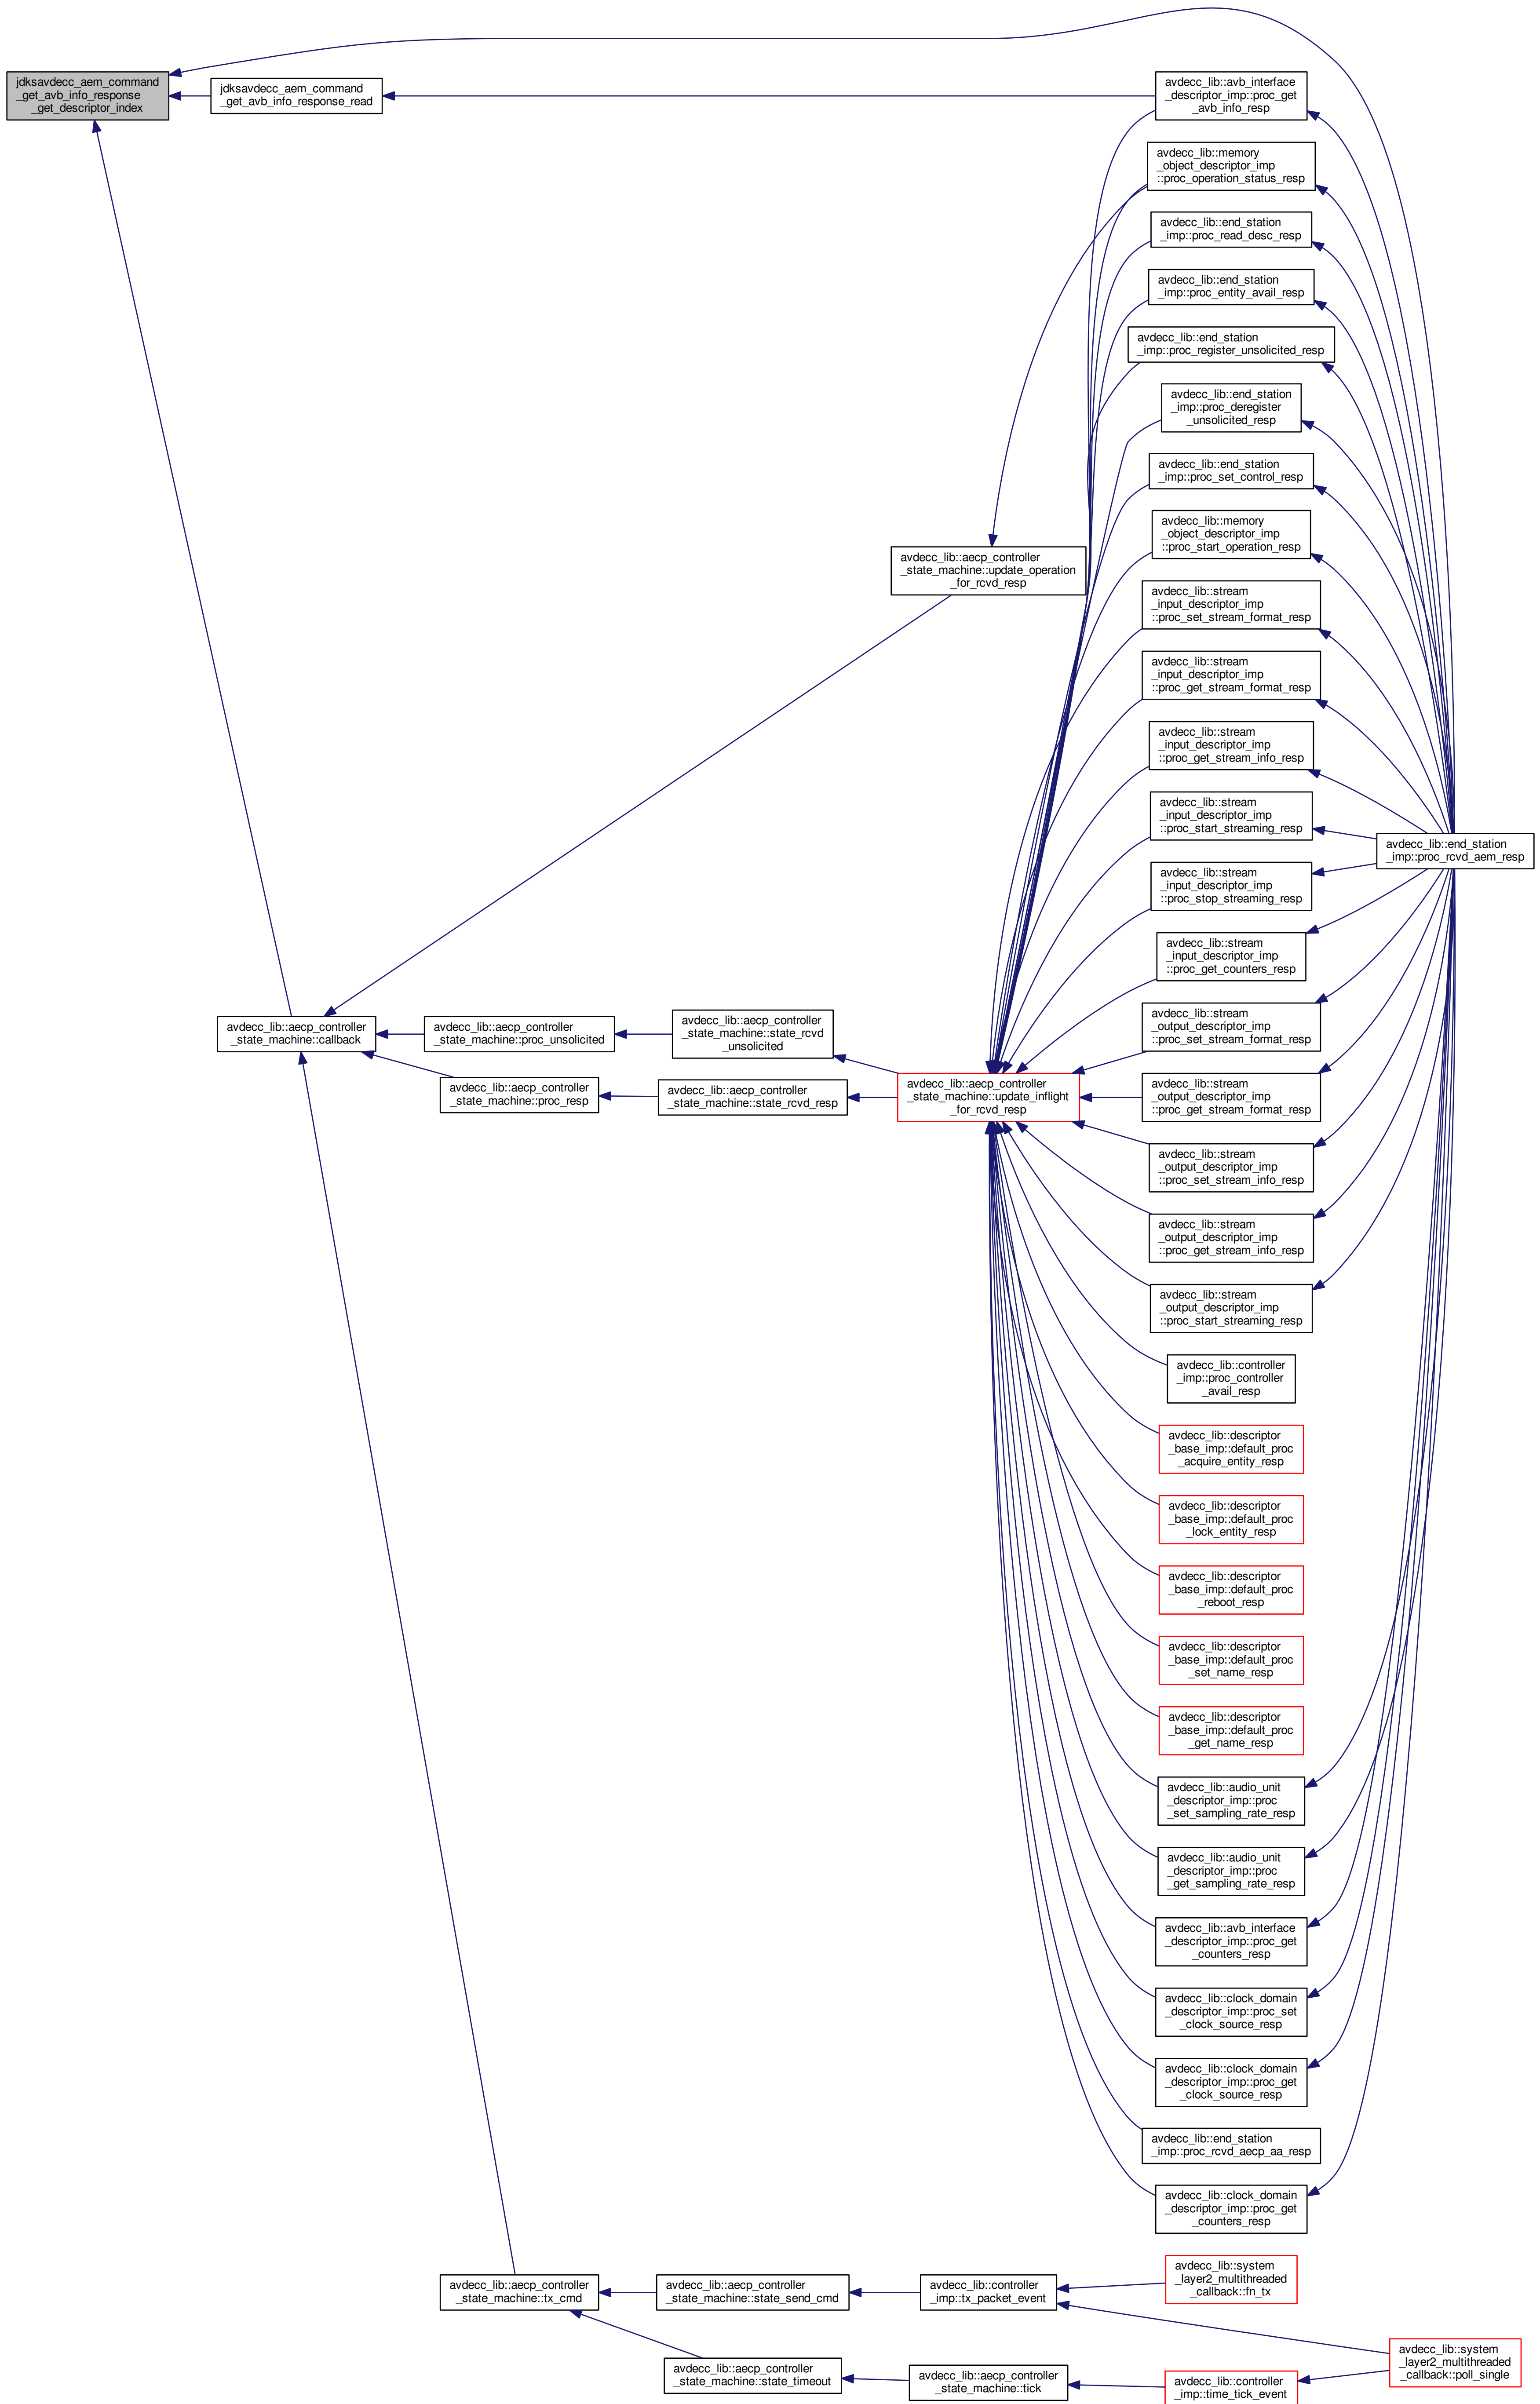 jdksavdecc_aem_command
_get_avb_info_response
_get_descriptor_index
jdksavdecc_aem_command
_get_avb_info_response_read
avdecc_lib::avb_interface
_descriptor_imp::proc_get
_avb_info_resp
avdecc_lib::memory
_object_descriptor_imp
::proc_operation_status_resp
avdecc_lib::end_station
_imp::proc_read_desc_resp
avdecc_lib::end_station
_imp::proc_entity_avail_resp
avdecc_lib::end_station
_imp::proc_register_unsolicited_resp
avdecc_lib::end_station
_imp::proc_deregister
_unsolicited_resp
avdecc_lib::end_station
_imp::proc_set_control_resp
avdecc_lib::memory
_object_descriptor_imp
::proc_start_operation_resp
avdecc_lib::aecp_controller
_state_machine::update_operation
_for_rcvd_resp
avdecc_lib::stream
_input_descriptor_imp
::proc_set_stream_format_resp
avdecc_lib::stream
_input_descriptor_imp
::proc_get_stream_format_resp
avdecc_lib::stream
_input_descriptor_imp
::proc_get_stream_info_resp
avdecc_lib::stream
_input_descriptor_imp
::proc_start_streaming_resp
avdecc_lib::end_station
_imp::proc_rcvd_aem_resp
avdecc_lib::stream
_input_descriptor_imp
::proc_stop_streaming_resp
avdecc_lib::stream
_input_descriptor_imp
::proc_get_counters_resp
avdecc_lib::aecp_controller
_state_machine::callback
avdecc_lib::aecp_controller
_state_machine::proc_unsolicited
avdecc_lib::aecp_controller
_state_machine::state_rcvd
_unsolicited
avdecc_lib::stream
_output_descriptor_imp
::proc_set_stream_format_resp
avdecc_lib::aecp_controller
_state_machine::proc_resp
avdecc_lib::aecp_controller
_state_machine::state_rcvd_resp
avdecc_lib::aecp_controller
_state_machine::update_inflight
_for_rcvd_resp
avdecc_lib::stream
_output_descriptor_imp
::proc_get_stream_format_resp
avdecc_lib::stream
_output_descriptor_imp
::proc_set_stream_info_resp
avdecc_lib::stream
_output_descriptor_imp
::proc_get_stream_info_resp
avdecc_lib::stream
_output_descriptor_imp
::proc_start_streaming_resp
avdecc_lib::controller
_imp::proc_controller
_avail_resp
avdecc_lib::descriptor
_base_imp::default_proc
_acquire_entity_resp
avdecc_lib::descriptor
_base_imp::default_proc
_lock_entity_resp
avdecc_lib::descriptor
_base_imp::default_proc
_reboot_resp
avdecc_lib::descriptor
_base_imp::default_proc
_set_name_resp
avdecc_lib::descriptor
_base_imp::default_proc
_get_name_resp
avdecc_lib::audio_unit
_descriptor_imp::proc
_set_sampling_rate_resp
avdecc_lib::audio_unit
_descriptor_imp::proc
_get_sampling_rate_resp
avdecc_lib::avb_interface
_descriptor_imp::proc_get
_counters_resp
avdecc_lib::clock_domain
_descriptor_imp::proc_set
_clock_source_resp
avdecc_lib::clock_domain
_descriptor_imp::proc_get
_clock_source_resp
avdecc_lib::end_station
_imp::proc_rcvd_aecp_aa_resp
avdecc_lib::clock_domain
_descriptor_imp::proc_get
_counters_resp
avdecc_lib::aecp_controller
_state_machine::tx_cmd
avdecc_lib::aecp_controller
_state_machine::state_send_cmd
avdecc_lib::controller
_imp::tx_packet_event
avdecc_lib::system
_layer2_multithreaded
_callback::fn_tx
avdecc_lib::aecp_controller
_state_machine::state_timeout
avdecc_lib::aecp_controller
_state_machine::tick
avdecc_lib::controller
_imp::time_tick_event
avdecc_lib::system
_layer2_multithreaded
_callback::poll_single